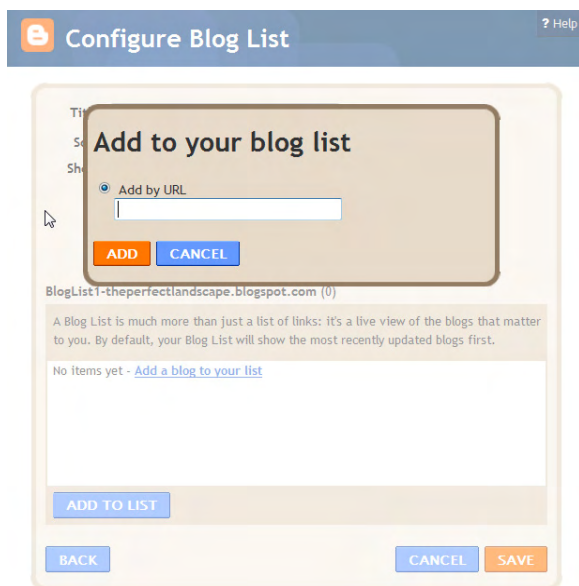 ? Help
Configure Blog List
Add to your blog list
Add by URL
ADD CANCEL
BlogList1-theperfectlandscape.blogspot.com (0)
A Blog List is much more than just a list of links: it's a live view of the blogs that matter
to you. By default, your Blog List will show the most recently updated blogs first.
No items yet - Add a blog to your list
ADD TO LIST
BACK CANCEL SAVE